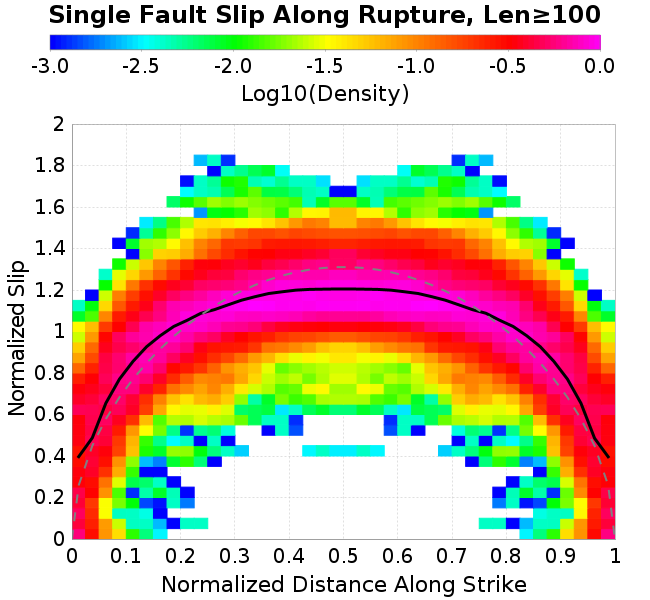 Single Fault Slip Along Rupture, Len≥100
-3.0 -2.5 -2.0 -1.5 -1.0 -0.5 0.0
Log10(Density)
2
1.8
1.6
1.4
1.2
1
0.8
0.6
0.4
0.2
0
Normalized Slip
0 0.1 0.2 0.3 0.4 0.5 0.6 0.7 0.8 0.9 1
Normalized Distance Along Strike